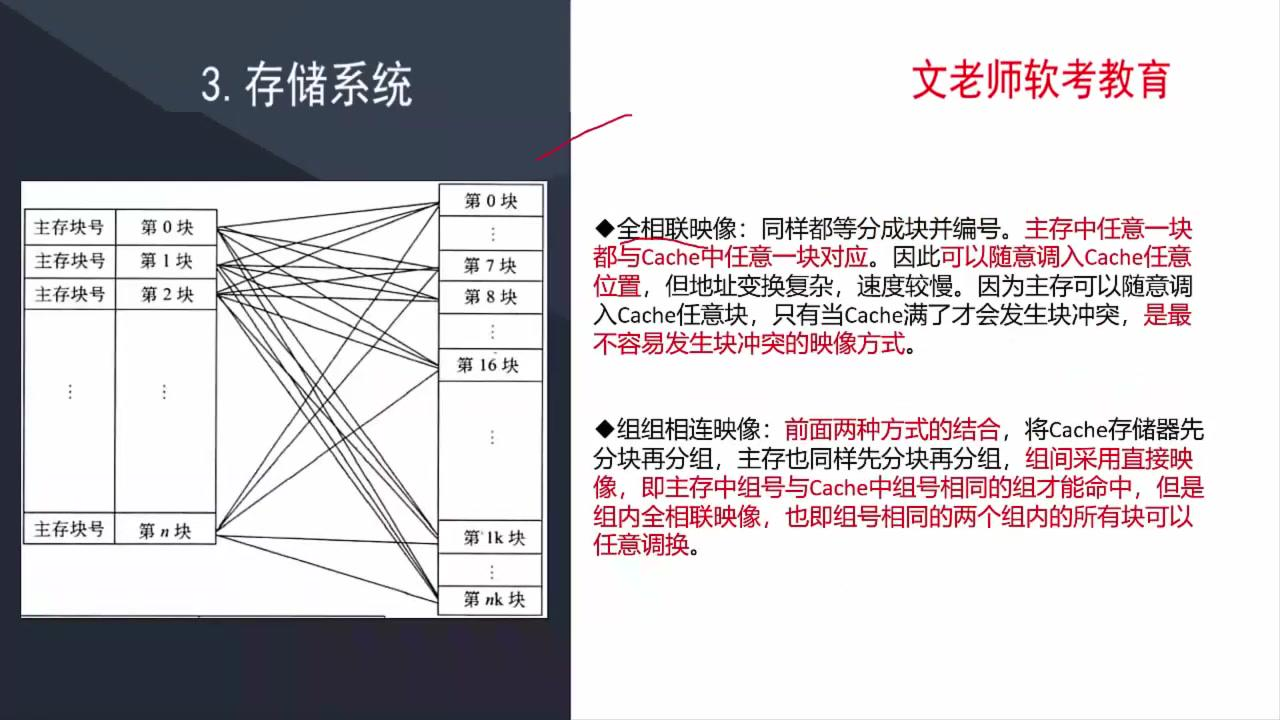 3. 存储系统
文老师软考教育
主存块号 第 0 块
主存块号 第 1 块
主存块号 第 2 块
⋮ ⋮
主存块号 第 n 块
第 0 块
⋮
第 7 块
第 8 块
⋮
第 16 块
⋮
第 1k 块
⋮
第 nk 块
◆全相联映像：同样都等分成块并编号。主存中任意一块
都与Cache中任意一块对应。因此可以随意调入Cache任意
位置，但地址变换复杂，速度较慢。因为主存可以随意调
入Cache任意块，只有当Cache满了才会发生块冲突，是最
不容易发生块冲突的映像方式。
◆组组相连映像：前面两种方式的结合，将Cache存储器先
分块再分组，主存也同样先分块再分组，组间采用直接映
像，即主存中组号与Cache中组号相同的组才能命中，但是
组内全相联映像，也即组号相同的两个组内的所有块可以
任意调换。